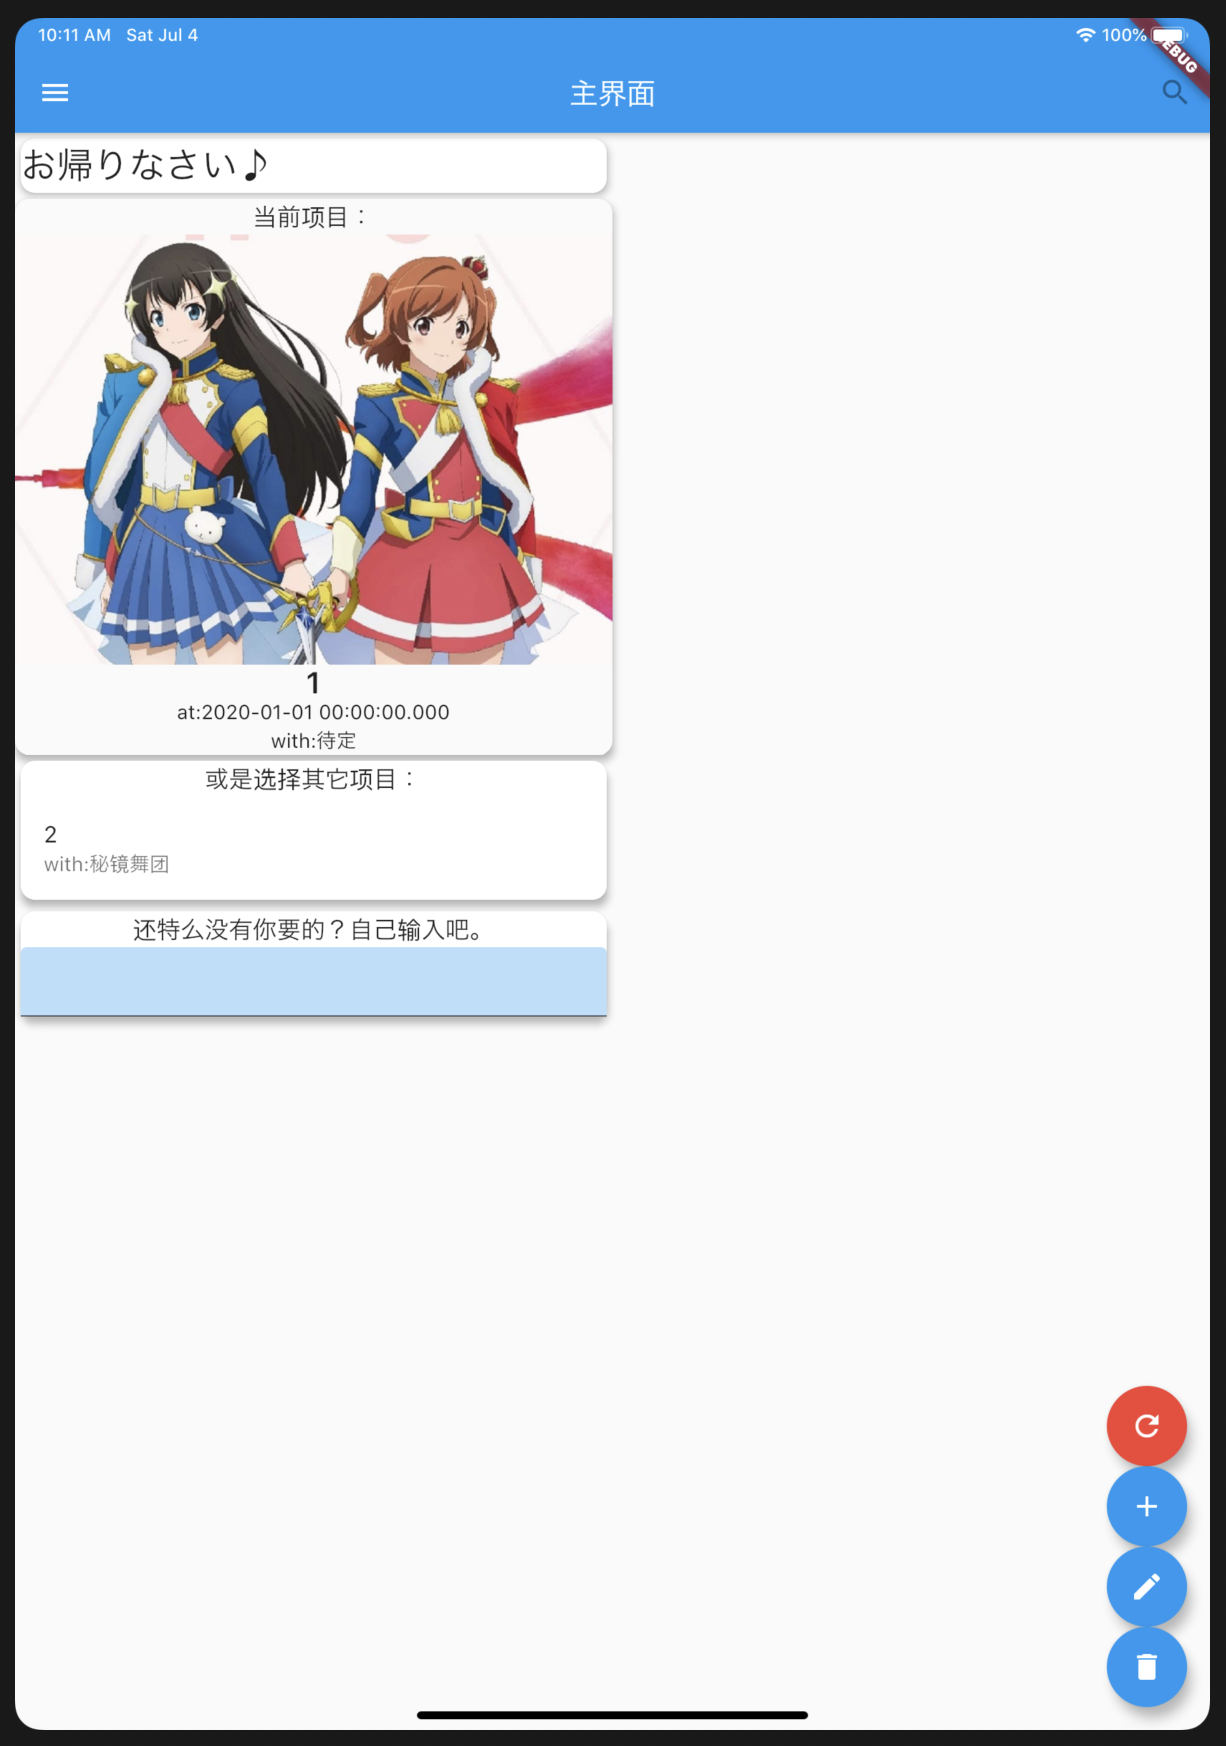 10:11 AM Sat Jul 4 100%
DEBUG
主界面
お帰りなさい♪
当前项目：
1
at:2020-01-01 00:00:00.000
with:待定
或是选择其它项目：
2
with:秘镜舞团
还特么没有你要的？自己输入吧。